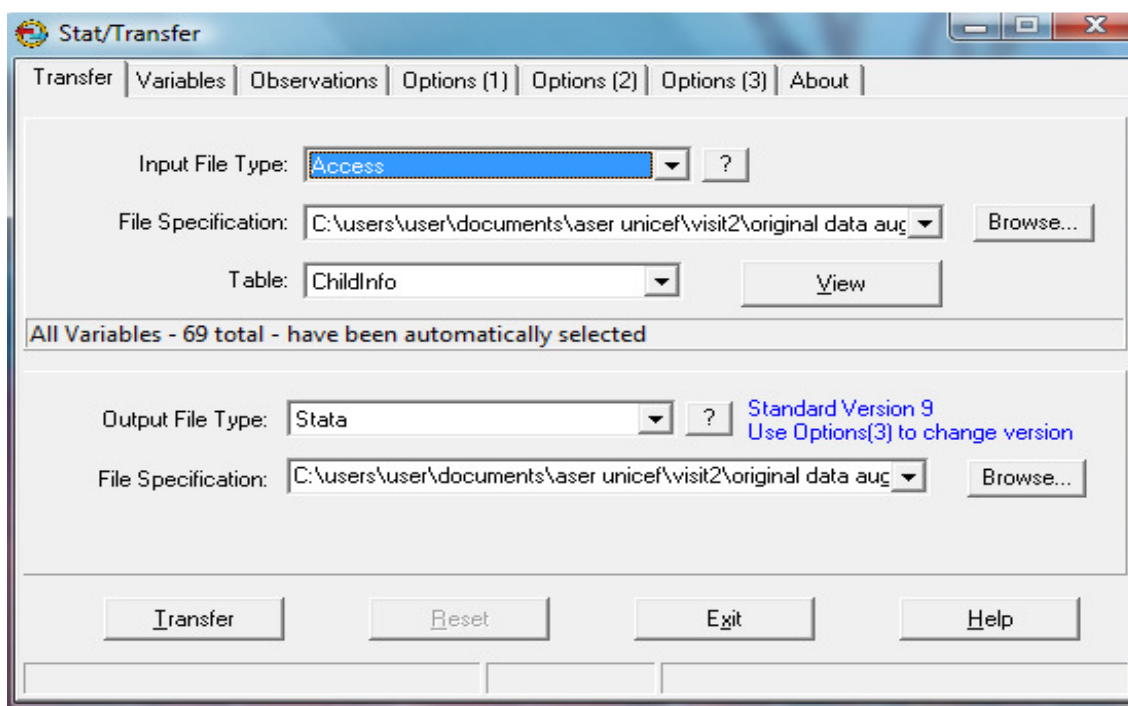 Stat/Transfer
Transfer Variables Observations Options (1) Options (2) Options (3) About
Input File Type: Access ?
File Specification: C:\users\user\documents\aser unicef\visit2\original data aug Browse...
Table: ChildInfo View
All Variables - 69 total - have been automatically selected
Output File Type: Stata ? Standard Version 9
Use Options(3) to change version
File Specification: C:\users\user\documents\aser unicef\visit2\original data aug Browse...
Transfer Reset Exit Help